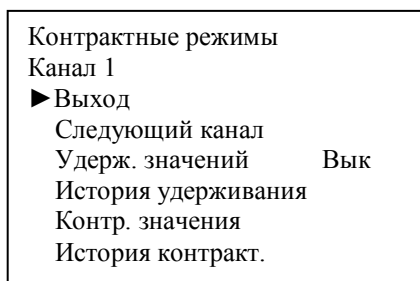 Контрактные режимы
Канал 1
►Выход
Следующий канал
Удерж. значений Вык
История удерживания
Контр. значения
История контракт.